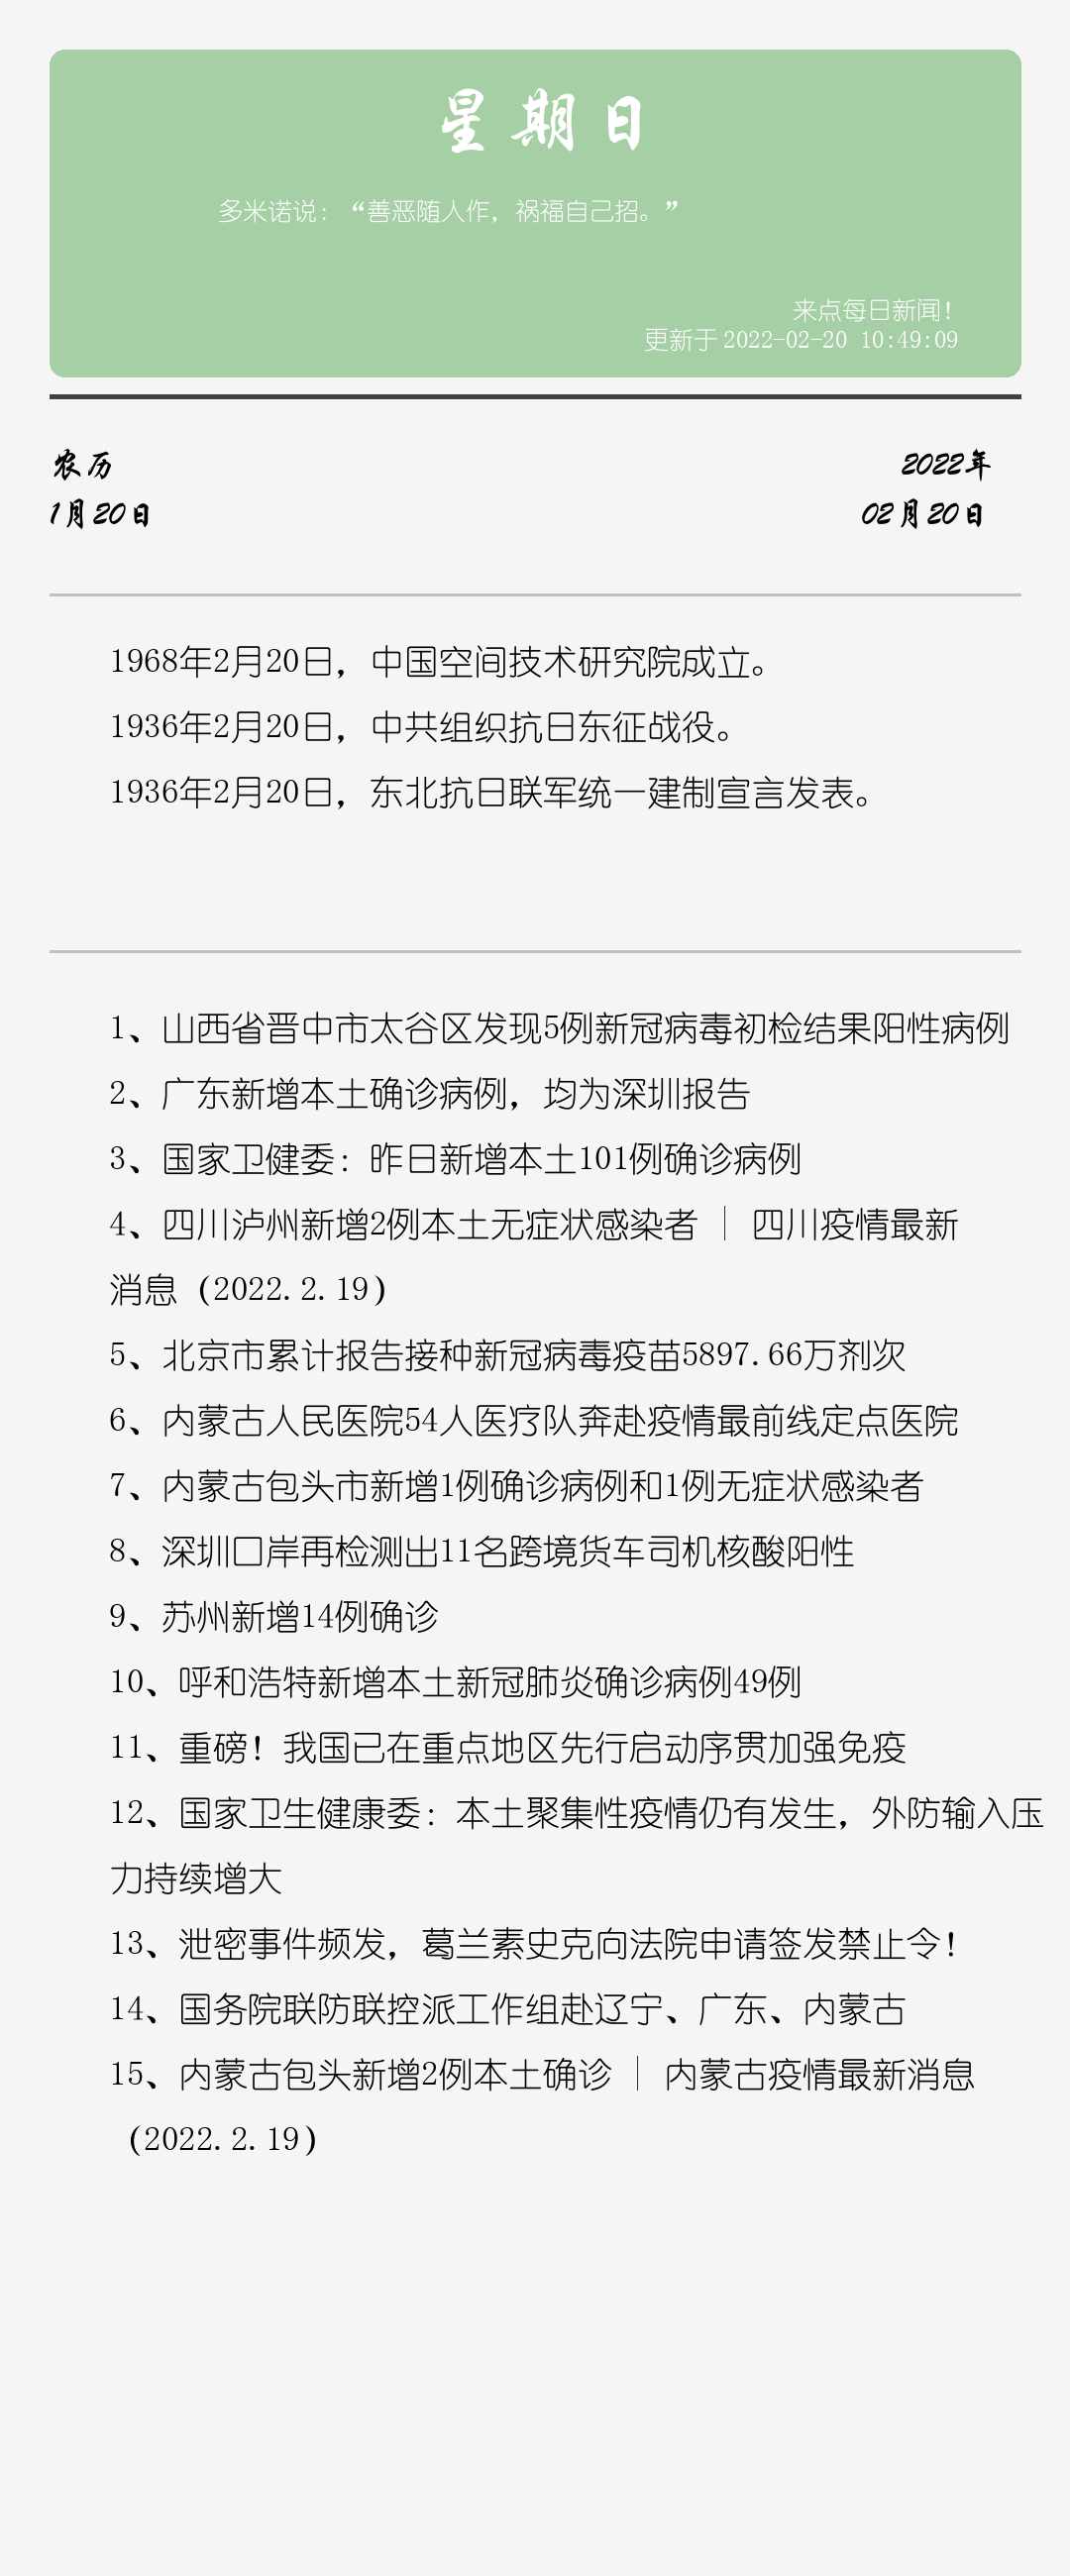 星期日
多米诺说：“善恶随人作，祸福自己招。”
来点每日新闻！
更新于 2022-02-20 10:49:09
农历
2022年
1月20日
02月20日
1968年2月20日，中国空间技术研究院成立。
1936年2月20日，中共组织抗日东征战役。
1936年2月20日，东北抗日联军统一建制宣言发表。
1、山西省晋中市太谷区发现5例新冠病毒初检结果阳性病例
2、广东新增本土确诊病例，均为深圳报告
3、国家卫健委：昨日新增本土101例确诊病例
4、四川泸州新增2例本土无症状感染者 | 四川疫情最新
消息（2022.2.19）
5、北京市累计报告接种新冠病毒疫苗5897.66万剂次
6、内蒙古人民医院54人医疗队奔赴疫情最前线定点医院
7、内蒙古包头市新增1例确诊病例和1例无症状感染者
8、深圳口岸再检测出11名跨境货车司机核酸阳性
9、苏州新增14例确诊
10、呼和浩特新增本土新冠肺炎确诊病例49例
11、重磅！我国已在重点地区先行启动序贯加强免疫
12、国家卫生健康委：本土聚集性疫情仍有发生，外防输入压
力持续增大
13、泄密事件频发，葛兰素史克向法院申请签发禁止令！
14、国务院联防联控派工作组赴辽宁、广东、内蒙古
15、内蒙古包头新增2例本土确诊 | 内蒙古疫情最新消息
（2022.2.19）